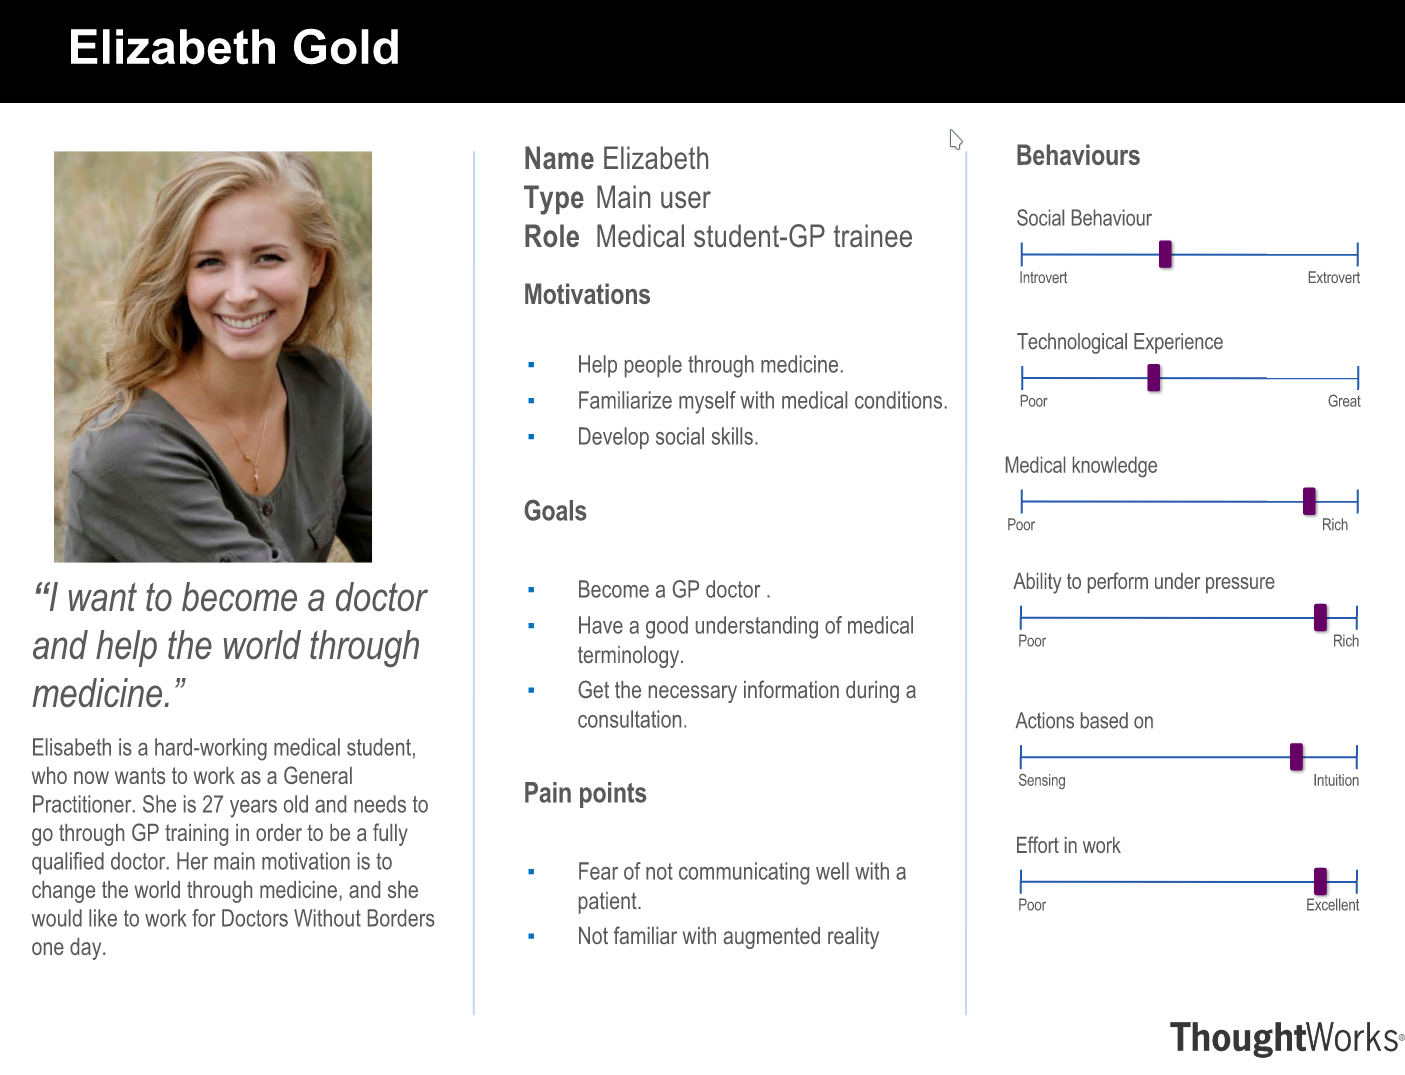 Elizabeth Gold
“I want to become a doctor
and help the world through
medicine.”
Elisabeth is a hard-working medical student,
who now wants to work as a General
Practitioner. She is 27 years old and needs to
go through GP training in order to be a fully
qualified doctor. Her main motivation is to
change the world through medicine, and she
would like to work for Doctors Without Borders
one day.
Name Elizabeth
Type Main user
Role Medical student-GP trainee
Motivations
▪ Help people through medicine.
▪ Familiarize myself with medical conditions.
▪ Develop social skills.
Goals
▪ Become a GP doctor .
▪ Have a good understanding of medical
terminology.
▪ Get the necessary information during a
consultation.
Pain points
▪ Fear of not communicating well with a
patient.
▪ Not familiar with augmented reality
Behaviours
Social Behaviour
Introvert Extrovert
Technological Experience
Poor Great
Medical knowledge
Poor Rich
Ability to perform under pressure
Poor Rich
Actions based on
Sensing Intuition
Effort in work
Poor Excellent
ThoughtWorks®